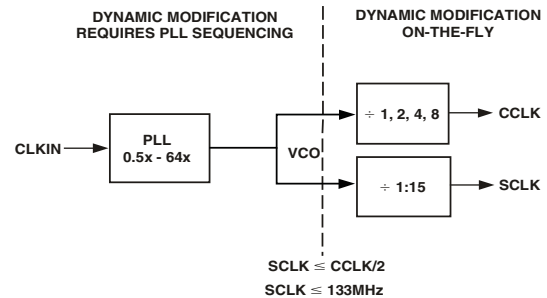 DYNAMIC MODIFICATION
REQUIRES PLL SEQUENCING
DYNAMIC MODIFICATION
ON-THE-FLY
CLKIN
PLL
0.5x - 64x
VCO
÷ 1, 2, 4, 8
CCLK
÷ 1:15
SCLK
SCLK ≤ CCLK/2
SCLK ≤ 133MHz